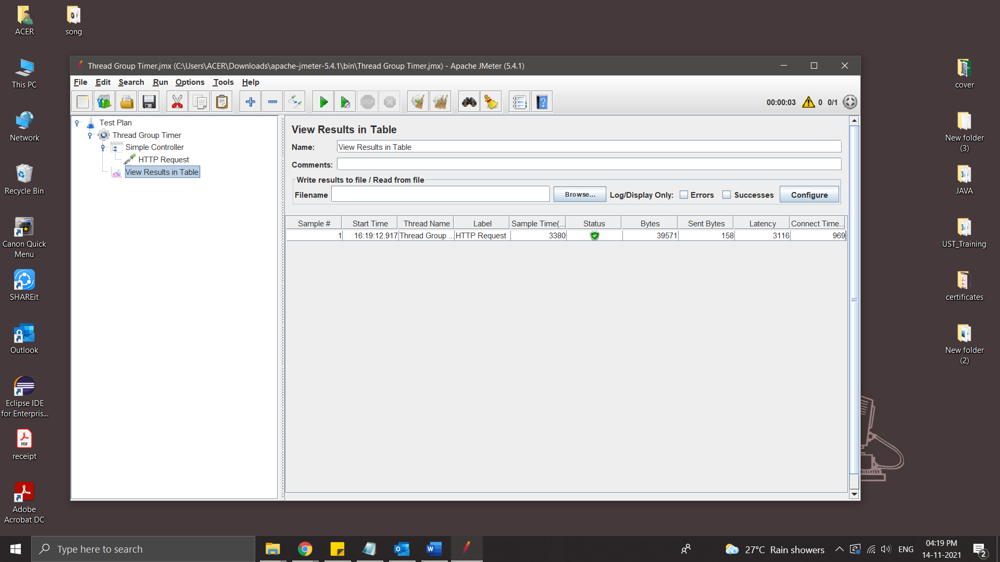 ACER
song
This PC
Network
Recycle Bin
Canon Quick
Menu
SHAREit
Outlook
Eclipse IDE
for Enterpris...
PDF
receipt
Adobe
Acrobat DC
Thread Group Timer.jmx (C:\Users\ACER\Downloads\apache-jmeter-5.4.1\bin\Thread Group Timer.jmx) - Apache JMeter (5.4.1)
File Edit Search Run Options Tools Help
STOP
00:00:03 0 0/1
Test Plan
Thread Group Timer
Simple Controller
HTTP Request
View Results in Table
View Results in Table
Name: View Results in Table
Comments:
Write results to file / Read from file
Filename Browse... Log/Display Only: Errors Successes Configure
Sample # Start Time Thread Name Label Sample Time(... Status Bytes Sent Bytes Latency Connect Time...
1 16:19:12.917 Thread Group ... HTTP Request 3380 39571 158 3116 969
cover
New folder
(3)
JAVA
UST_Training
certificates
New folder
(2)
Type here to search
27°C Rain showers
ENG
04:19 PM
14-11-2021
2